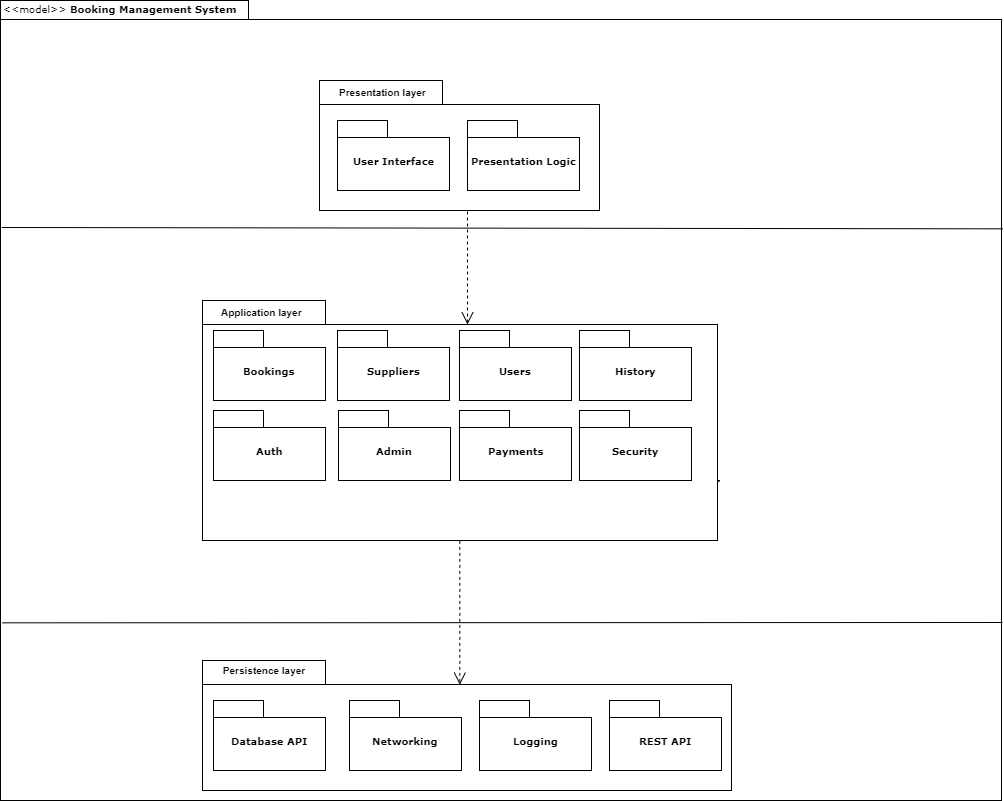 <<model>> Booking Management System
Presentation layer
User Interface
Presentation Logic
Application layer
Bookings
Suppliers
Users
History
Auth
Admin
Payments
Security
Persistence layer
Database API
Networking
Logging
REST API